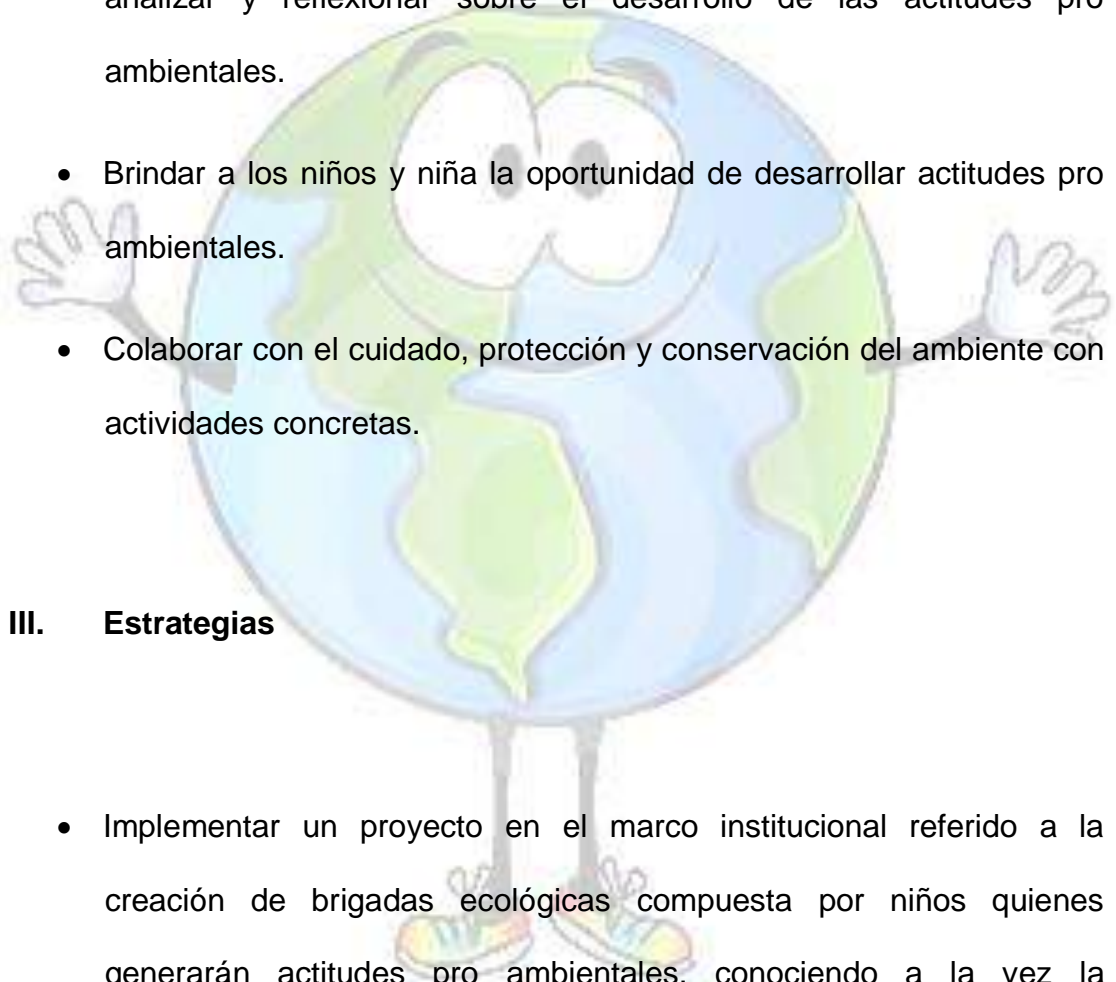 analizar y reflexionar sobre el desarrollo de las actitudes pro
ambientales.
• Brindar a los niños y niña la oportunidad de desarrollar actitudes pro
ambientales.
• Colaborar con el cuidado, protección y conservación del ambiente con
actividades concretas.
III. Estrategias
• Implementar un proyecto en el marco institucional referido a la
creación de brigadas ecológicas compuesta por niños quienes
generarán actitudes pro ambientales, conociendo a la vez la